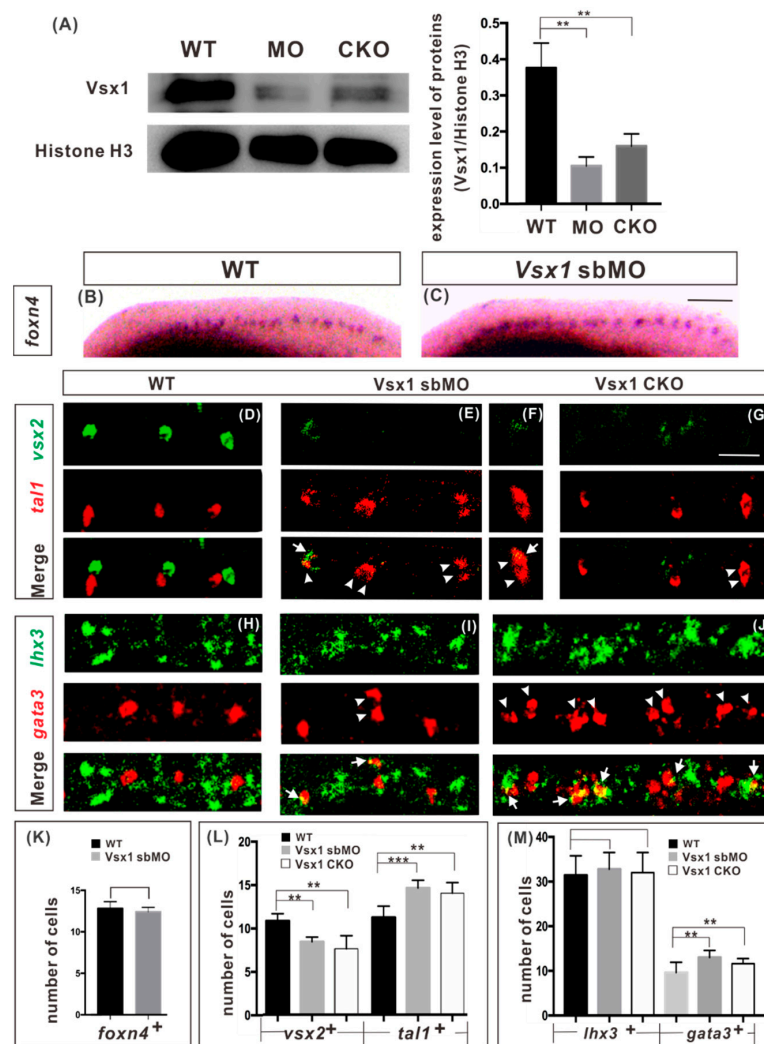 (A)
WT MO CKO
Vsx1
Histone H3
expression level of proteins
(Vsx1/Histone H3)
0.5
0.4
0.3
0.2
0.1
0.0
**
**
WT MO CKO
WT
Vsx1 sbMO
foxn4
(B)
(C)
WT
Vsx1 sbMO
Vsx1 CKO
vsx2
tal1
Merge
(D)
(E)
(F)
(G)
lhx3
gata3
Merge
(H)
(I)
(J)
(K)
WT
Vsx1 sbMO
number of cells
15
10
5
0
foxn4+
(L)
WT
Vsx1 sbMO
Vsx1 CKO
number of cells
20
15
10
5
0
**
**
***
**
vsx2+ tal1+
(M)
WT
Vsx1 sbMO
Vsx1 CKO
number of cells
40
30
20
10
0
**
**
lhx3 + gata3+